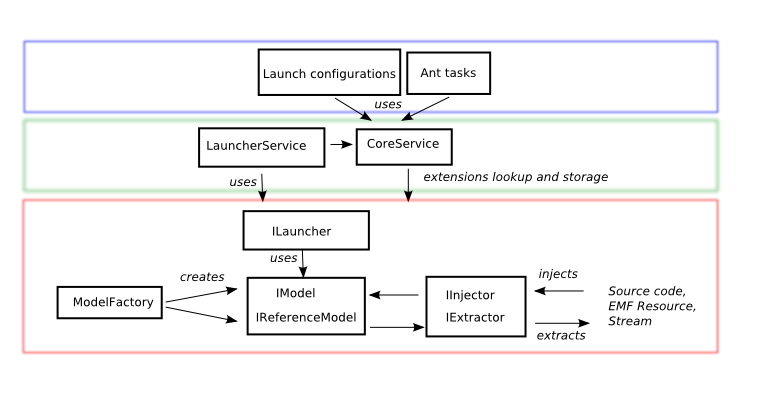 Launch configurations
Ant tasks
uses
LauncherService
CoreService
uses
extensions lookup and storage
ILauncher
uses
creates
ModelFactory
IModel
IReferenceModel
IInjector
IExtractor
injects
Source code,
EMF Resource,
Stream
extracts